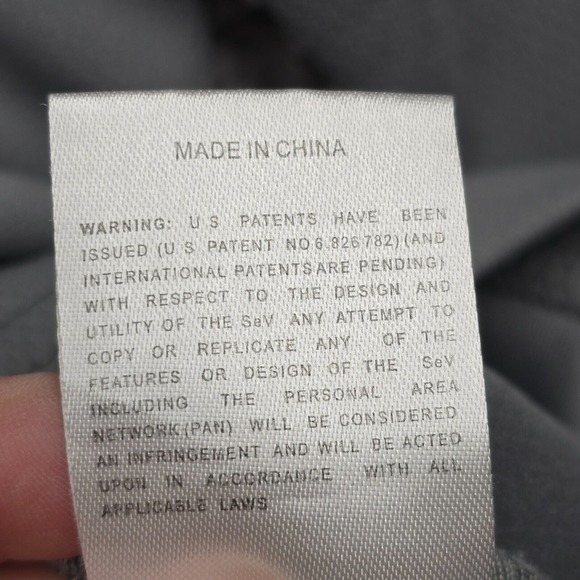 MADE IN CHINA
WARNING: U S PATENTS HAVE BEEN
ISSUED (U S PATENT NO 6.826 782) (AND
INTERNATIONAL PATENTS ARE PENDING)
WITH RESPECT TO THE DESIGN AND
UTILITY OF THE SeV ANY ATTEMPT TO
COPY OR REPLICATE ANY OF THE
FEATURES OR DESIGN OF THE SeV
INCLUDING THE PERSONAL AREA
NETWORK (PAN) WILL BE CONSIDERED
AN INFRINGEMENT AND WILL BE ACTED
UPON IN ACCORDANCE WITH ALL
APPLICABLE LAWS